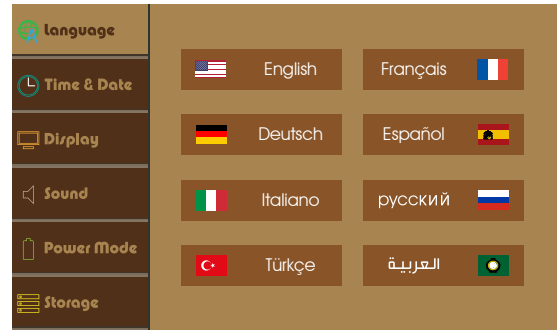 Language
Time & Date
Display
Sound
Power Mode
Storage
English
Français
Deutsch
Español
Italiano
русский
Türkçe
العربية